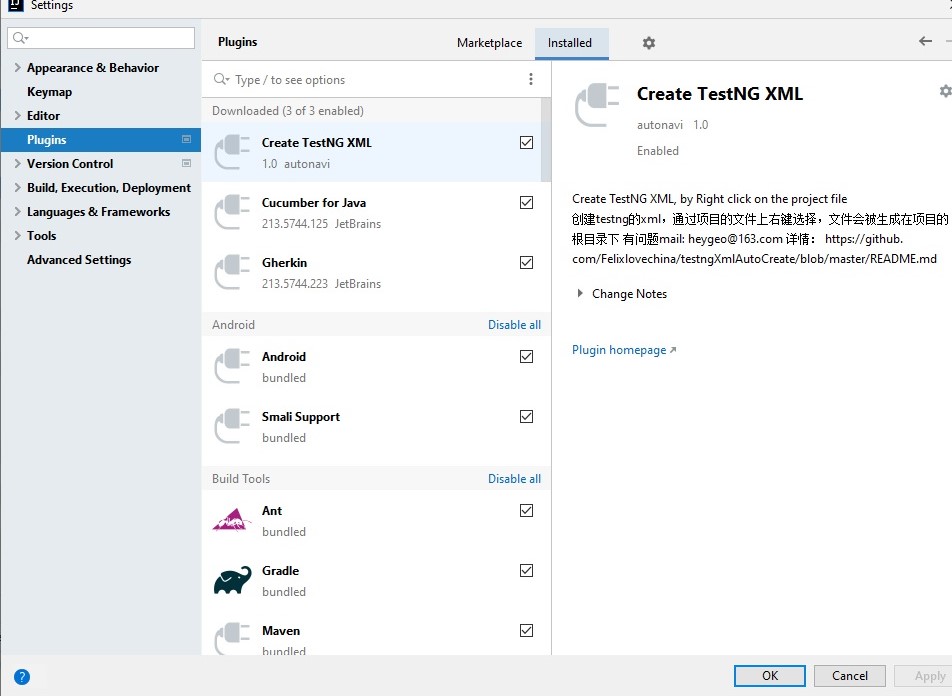 Settings
Appearance & Behavior
Keymap
Editor
Plugins
Version Control
Build, Execution, Deployment
Languages & Frameworks
Tools
Advanced Settings
Plugins
Marketplace
Installed
Type / to see options
Downloaded (3 of 3 enabled)
Create TestNG XML
1.0 autonavi
Cucumber for Java
213.5744.125 JetBrains
Gherkin
213.5744.223 JetBrains
Android
Disable all
Android
bundled
Smali Support
bundled
Build Tools
Disable all
Ant
bundled
Gradle
bundled
Maven
bundled
Create TestNG XML
autonavi 1.0
Enabled
Create TestNG XML, by Right click on the project file
创建testng的xml，通过项目的文件上右键选择，文件会被生成在项目的
根目录下 有问题mail: heygeo@163.com 详情： https://github.
com/Felixlovechina/testngXmlAutoCreate/blob/master/README.md
Change Notes
Plugin homepage
?
OK
Cancel
Apply